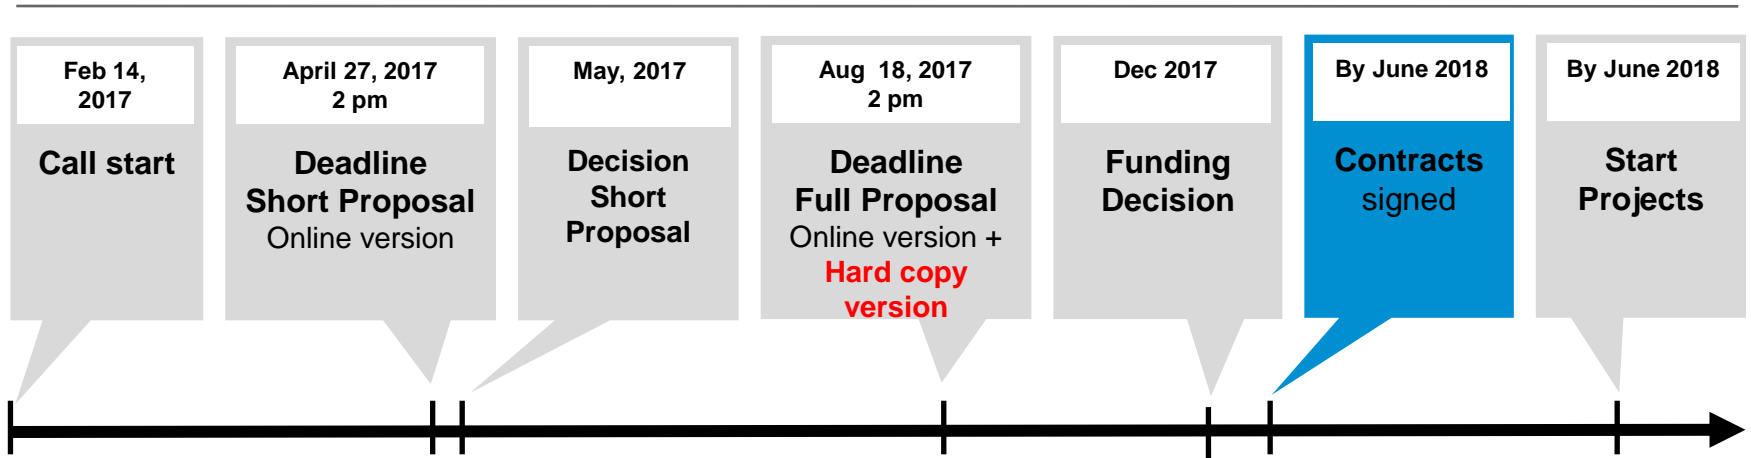 Feb 14,
2017
Call start
April 27, 2017
2 pm
Deadline
Short Proposal
Online version
May, 2017
Decision
Short
Proposal
Aug 18, 2017
2 pm
Deadline
Full Proposal
Online version +
Hard copy
version
Dec 2017
Funding
Decision
By June 2018
Contracts
signed
By June 2018
Start
Projects